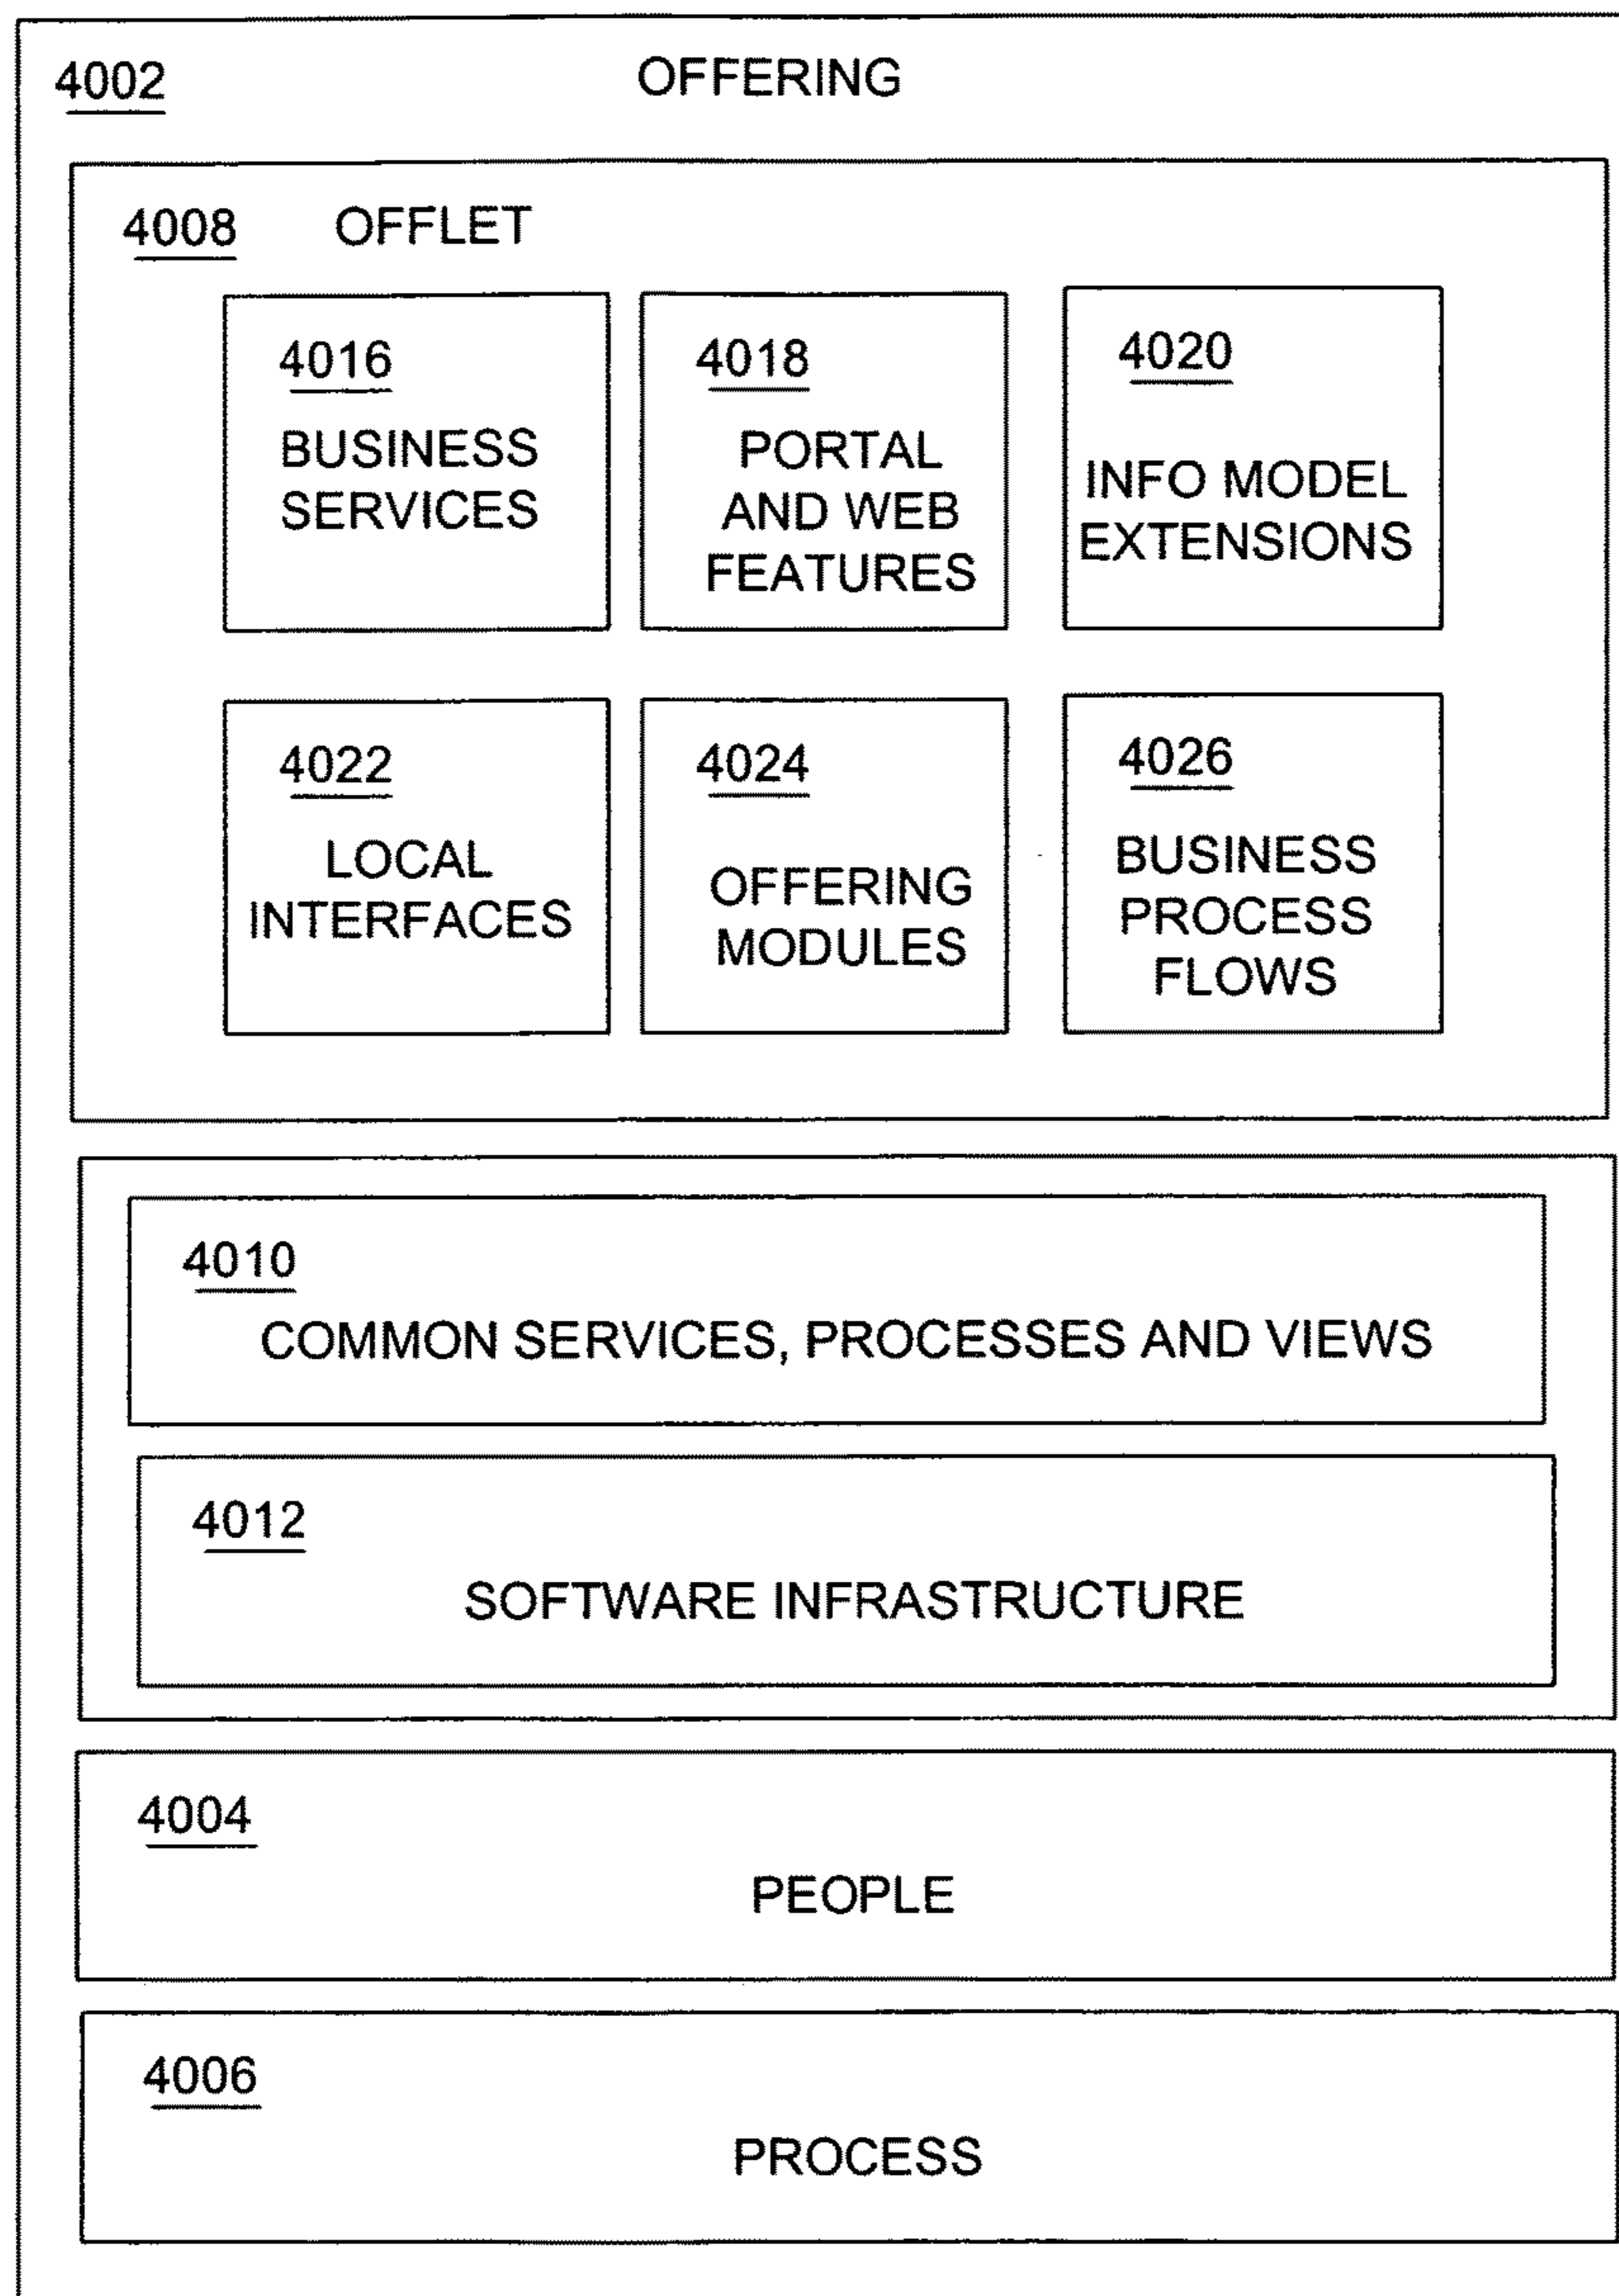 4002 OFFERING
4008 OFFLET
4016
BUSINESS
SERVICES
4018
PORTAL
AND WEB
FEATURES
4020
INFO MODEL
EXTENSIONS
4022
LOCAL
INTERFACES
4024
OFFERING
MODULES
4026
BUSINESS
PROCESS
FLOWS
4010
COMMON SERVICES, PROCESSES AND VIEWS
4012
SOFTWARE INFRASTRUCTURE
4004
PEOPLE
4006
PROCESS